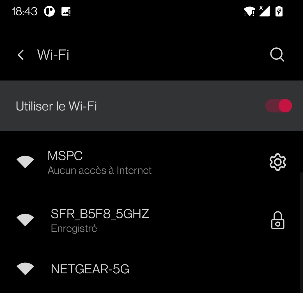 18:43
Wi-Fi
Utiliser le Wi-Fi
MSPC
Aucun accès à Internet
SFR_B5F8_5GHZ
Enregistré
NETGEAR-5G